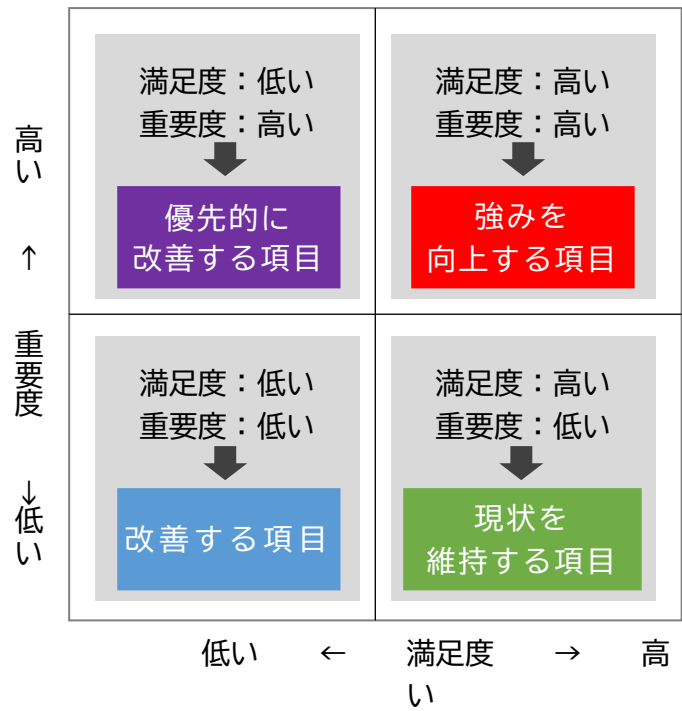 満足度：低い
重要度：高い
優先的に
改善する項目
満足度：高い
重要度：高い
強みを
向上する項目
満足度：低い
重要度：低い
改善する項目
満足度：高い
重要度：低い
現状を
維持する項目
高い ↑ 重要度 ↓低い
低い ← 満足度 → 高
い